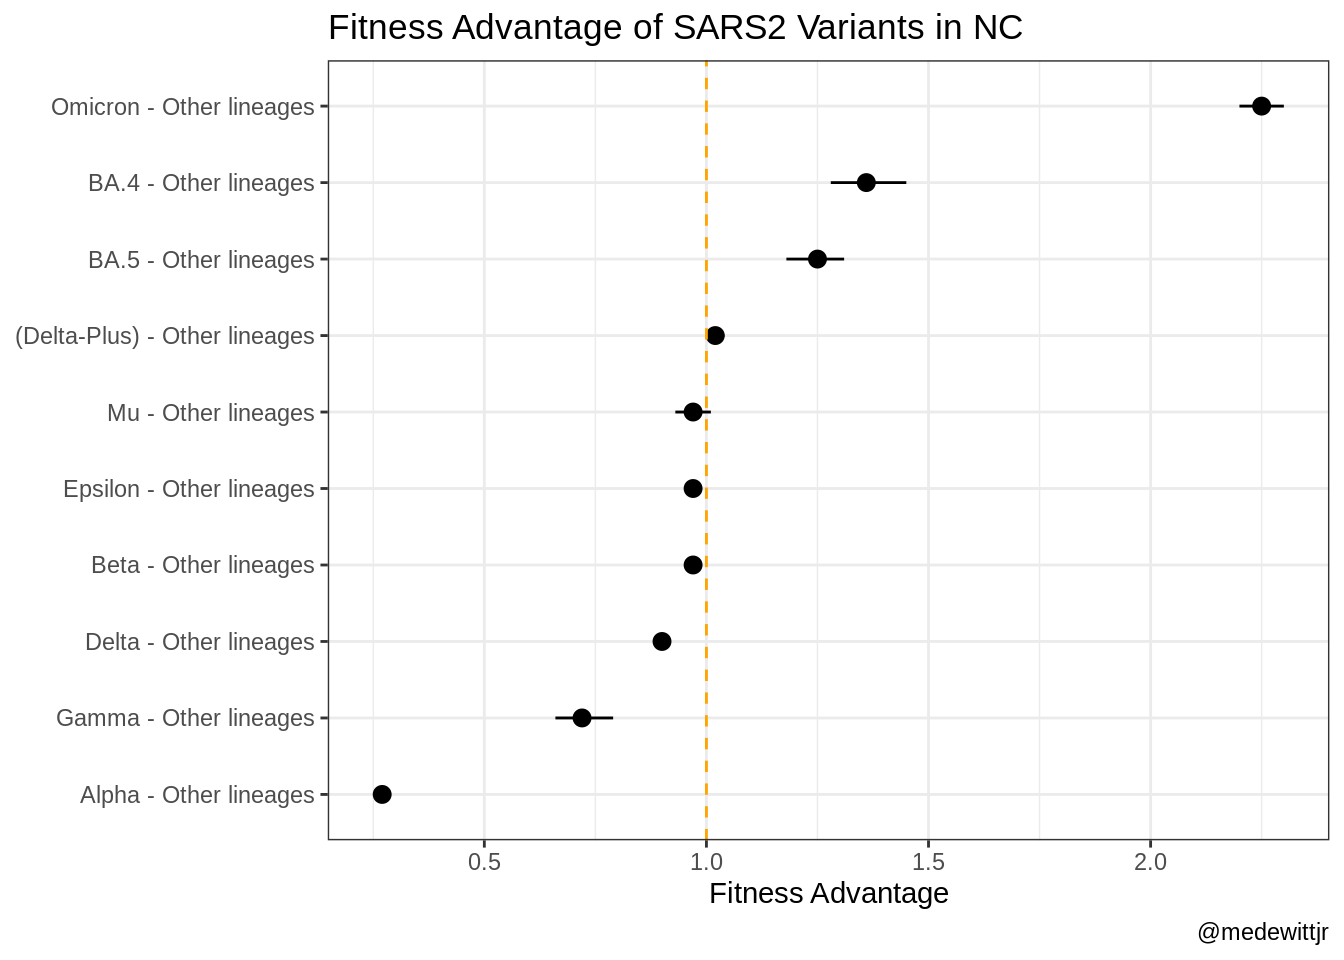 Fitness Advantage of SARS2 Variants in NC
Omicron - Other lineages
BA.4 - Other lineages
BA.5 - Other lineages
(Delta-Plus) - Other lineages
Mu - Other lineages
Epsilon - Other lineages
Beta - Other lineages
Delta - Other lineages
Gamma - Other lineages
Alpha - Other lineages
0.5 1.0 1.5 2.0
Fitness Advantage
@medewittjr